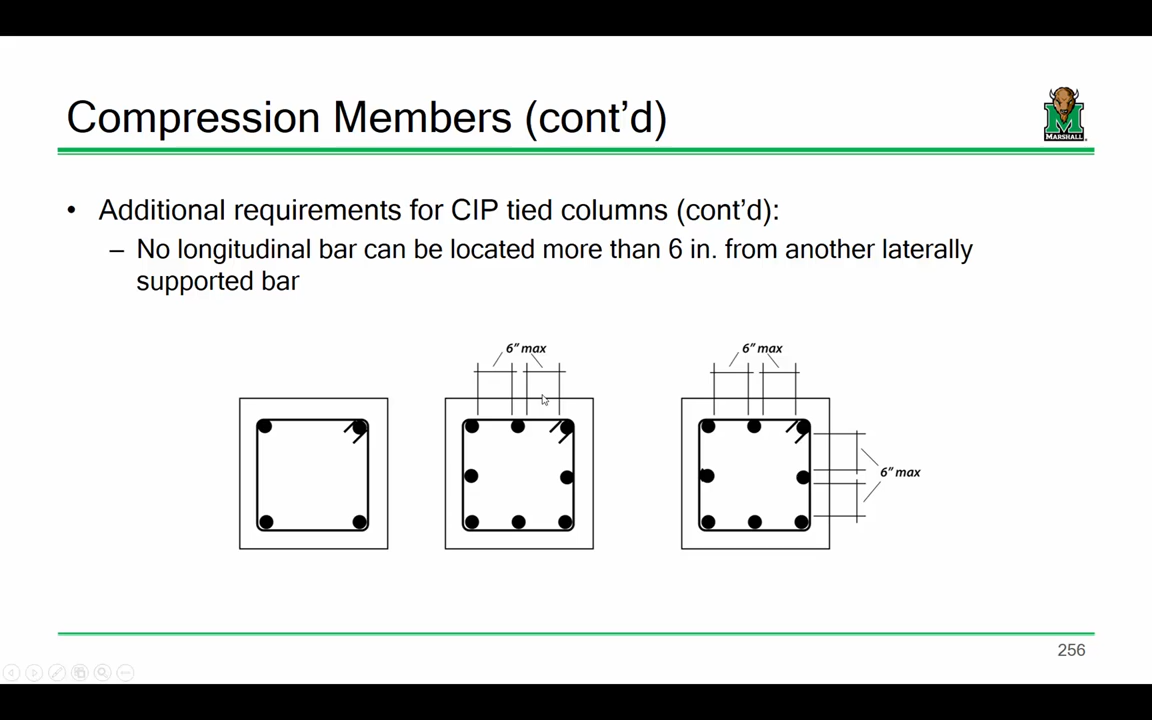 Compression Members (cont’d)
M
MARSHALL
• Additional requirements for CIP tied columns (cont’d):
– No longitudinal bar can be located more than 6 in. from another laterally
supported bar
6” max
6” max
6” max
256